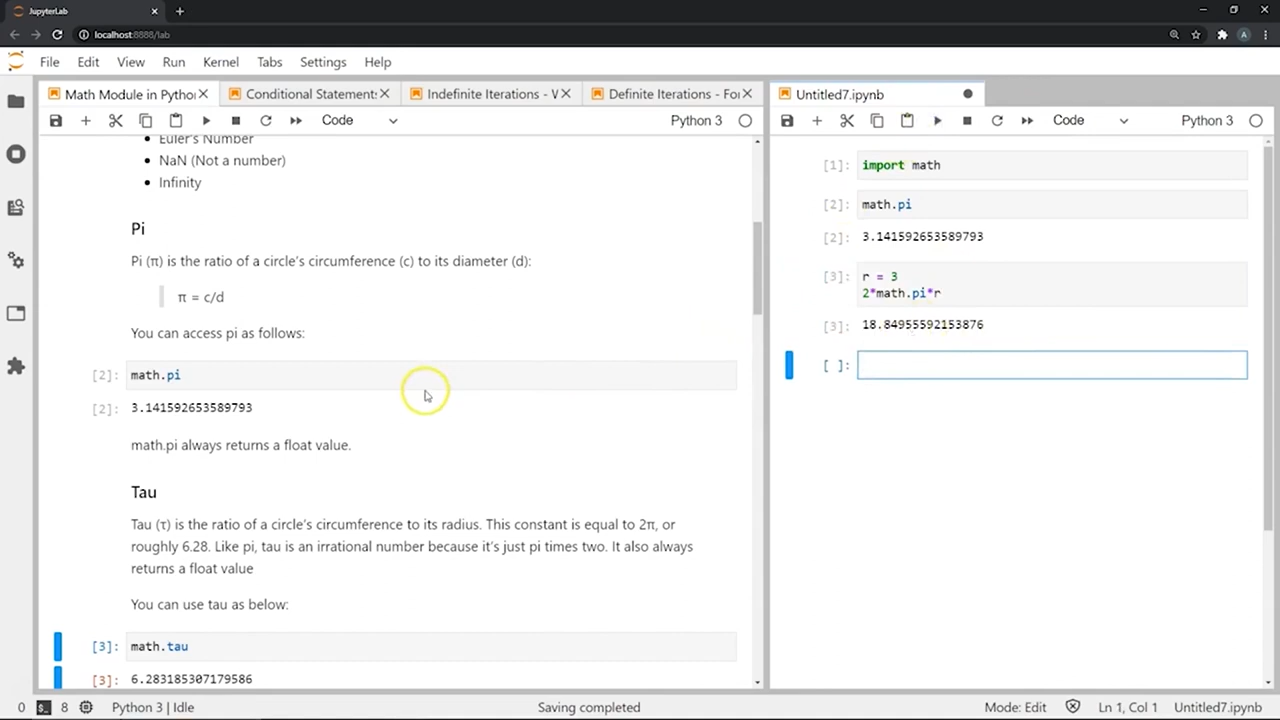 JupyterLab
localhost:8888/lab
A
File Edit View Run Kernel Tabs Settings Help
Math Module in Pytho
Conditional Statements:
Indefinite Iterations - V
Definite Iterations - Fo
Code
Python 3
Euler's Number
NaN (Not a number)
Infinity
Pi
Pi (π) is the ratio of a circle's circumference (c) to its diameter (d):
π = c/d
You can access pi as follows:
[2]: math.pi
[2]: 3.141592653589793
math.pi always returns a float value.
Tau
Tau (τ) is the ratio of a circle's circumference to its radius. This constant is equal to 2π, or
roughly 6.28. Like pi, tau is an irrational number because it's just pi times two. It also always
returns a float value
You can use tau as below:
[3]: math.tau
[3]: 6.283185307179586
Untitled7.ipynb
Code
Python 3
[1]: import math
[2]: math.pi
[2]: 3.141592653589793
[3]: r = 3
2*math.pi*r
[3]: 18.84955592153876
[ ]:
0
8
Python 3 | Idle
Saving completed
Mode: Edit
Ln 1, Col 1
Untitled7.ipynb